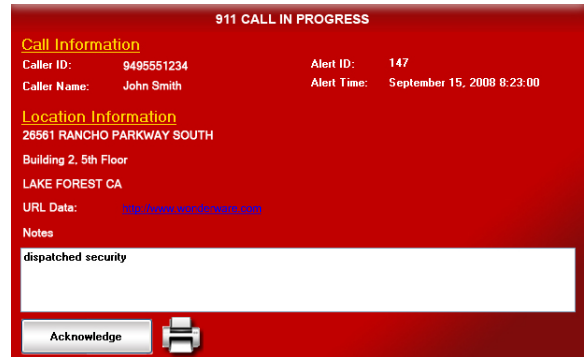 911 CALL IN PROGRESS
Call Information
Caller ID: 9495551234 Alert ID: 147
Caller Name: John Smith Alert Time: September 15, 2008 8:23:00
Location Information
26561 RANCHO PARKWAY SOUTH
Building 2, 5th Floor
LAKE FOREST CA
URL Data: http://www.wonderware.com
Notes
dispatched security
Acknowledge